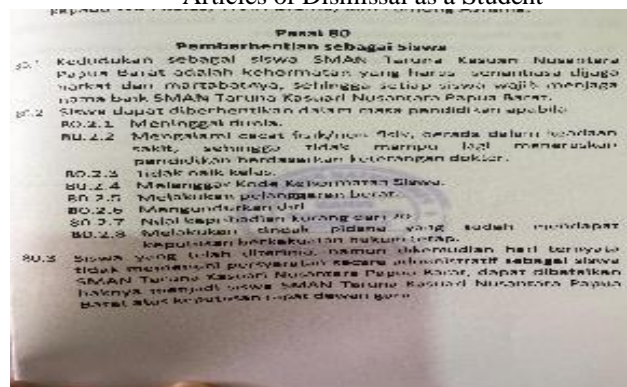 Articles of Dismissal as a Student
Pasal 80
Pemberhentian sebagai Siswa
80.1 Kedudukan sebagai siswa SMAN Taruna Kasuari Nusantara
Papua Barat adalah kehormatan yang harus senantiasa dijaga
harkat dan martabatnya, sehingga setiap siswa wajib menjaga
nama baik SMAN Taruna Kasuari Nusantara Papua Barat.
80.2 Siswa dapat diberhentikan dalam masa pendidikan apabila
80.2.1 Meninggal dunia.
80.2.2 Mengalami cacat fisik/non fisik, berada dalam keadaan
sakit, sehingga tidak mampu lagi meneruskan
pendidikan berdasarkan keterangan dokter.
80.2.3 Tidak naik kelas.
80.2.4 Melanggar Kode Kehormatan Siswa.
80.2.5 Melakukan pelanggaran berat.
80.2.6 Mengundurkan diri
80.2.7 Nilai kepribadian kurang dari 70
80.2.8 Melakukan tindak pidana yang sudah mendapat
keputusan berkekuatan hukum tetap.
80.3 Siswa yang telah diterima, namun dikemudian hari ternyata
tidak memenuhi persyaratan secara administratif sebagai siswa
SMAN Taruna Kasuari Nusantara Papua Barat, dapat dibatalkan
haknya menjadi siswa SMAN Taruna Kasuari Nusantara Papua
Barat atas keputusan rapat dewan guru.